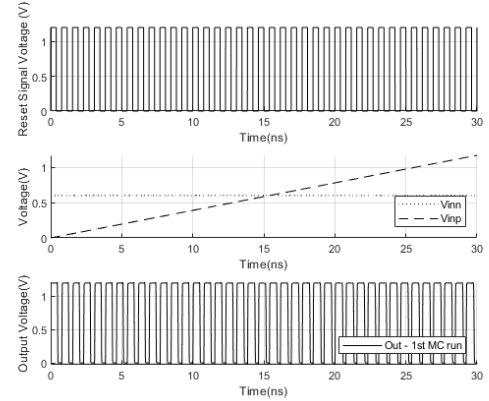 Reset Signal Voltage (V)
1
0.5
0
0 5 10 15 20 25 30
Time(ns)
Voltage(V)
1
0.5
0
Vinn
Vinp
0 5 10 15 20 25 30
Time(ns)
Output Voltage(V)
1
0.5
0
Out - 1st MC run
0 5 10 15 20 25 30
Time(ns)